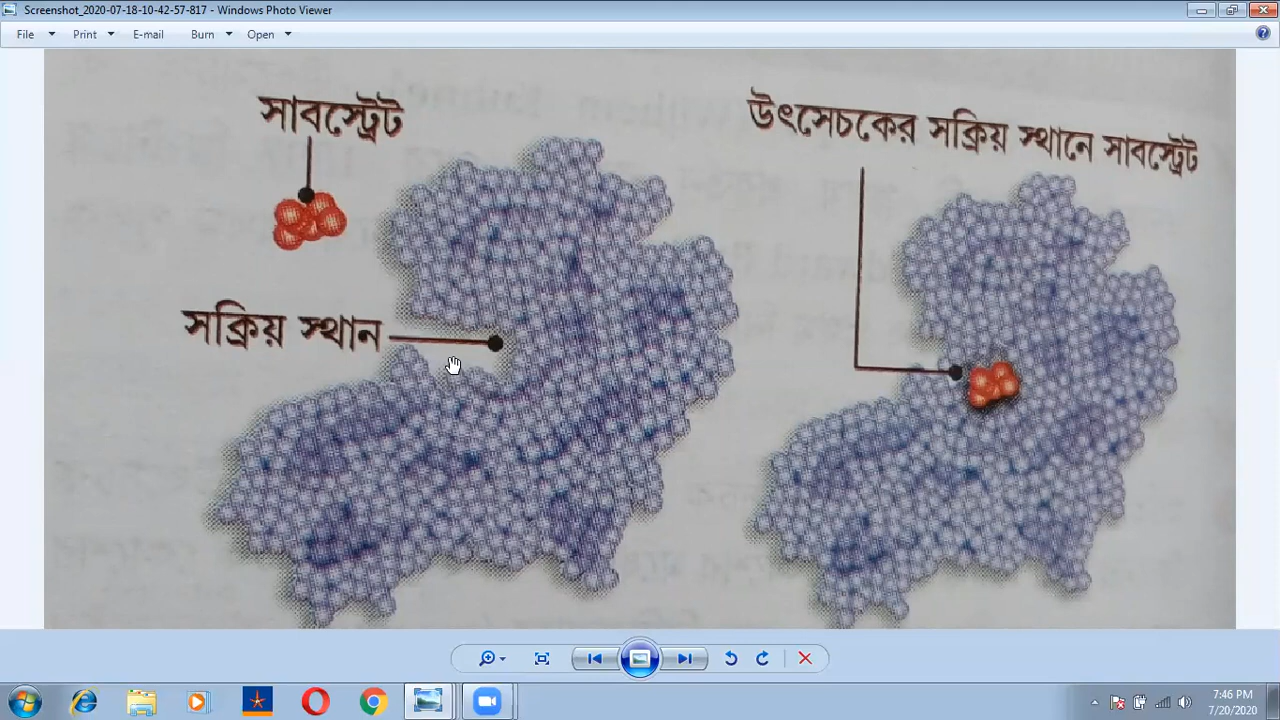 Screenshot_2020-07-18-10-42-57-817 - Windows Photo Viewer
File Print E-mail Burn Open
সাবস্ট্রেট
উৎসেচকের সক্রিয় স্থানে সাবস্ট্রেট
সক্রিয় স্থান
7:46 PM
7/20/2020